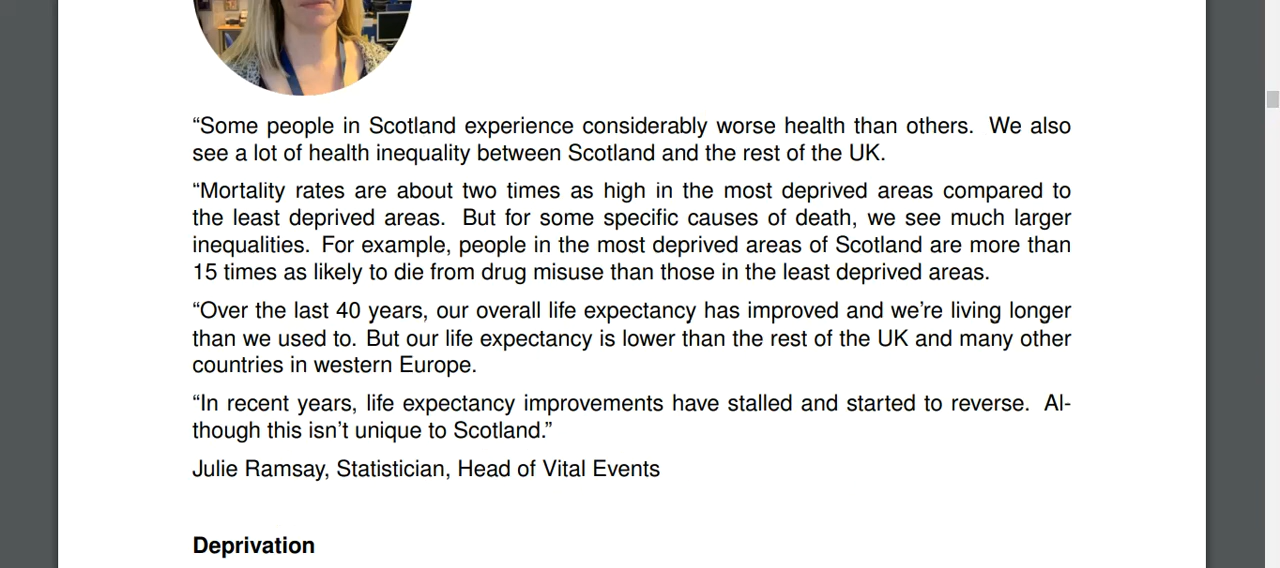 “Some people in Scotland experience considerably worse health than others. We also
see a lot of health inequality between Scotland and the rest of the UK.
“Mortality rates are about two times as high in the most deprived areas compared to
the least deprived areas. But for some specific causes of death, we see much larger
inequalities. For example, people in the most deprived areas of Scotland are more than
15 times as likely to die from drug misuse than those in the least deprived areas.
“Over the last 40 years, our overall life expectancy has improved and we’re living longer
than we used to. But our life expectancy is lower than the rest of the UK and many other
countries in western Europe.
“In recent years, life expectancy improvements have stalled and started to reverse. Al-
though this isn’t unique to Scotland.”
Julie Ramsay, Statistician, Head of Vital Events
Deprivation